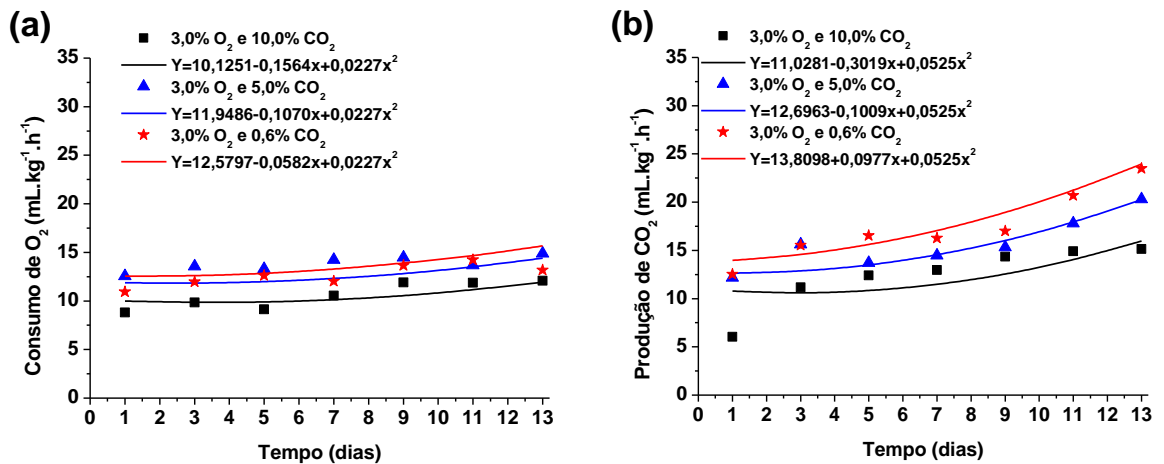 (a)
3,0% O₂ e 10,0% CO₂
Y=10,1251-0,1564x+0,0227x²
3,0% O₂ e 5,0% CO₂
Y=11,9486-0,1070x+0,0227x²
3,0% O₂ e 0,6% CO₂
Y=12,5797-0,0582x+0,0227x²
Consumo de O₂ (mL.kg⁻¹.h⁻¹)
35
30
25
20
15
10
5
0
0 1 2 3 4 5 6 7 8 9 10 11 12 13
Tempo (dias)
(b)
3,0% O₂ e 10,0% CO₂
Y=11,0281-0,3019x+0,0525x²
3,0% O₂ e 5,0% CO₂
Y=12,6963-0,1009x+0,0525x²
3,0% O₂ e 0,6% CO₂
Y=13,8098+0,0977x+0,0525x²
Produção de CO₂ (mL.kg⁻¹.h⁻¹)
35
30
25
20
15
10
5
0
0 1 2 3 4 5 6 7 8 9 10 11 12 13
Tempo (dias)